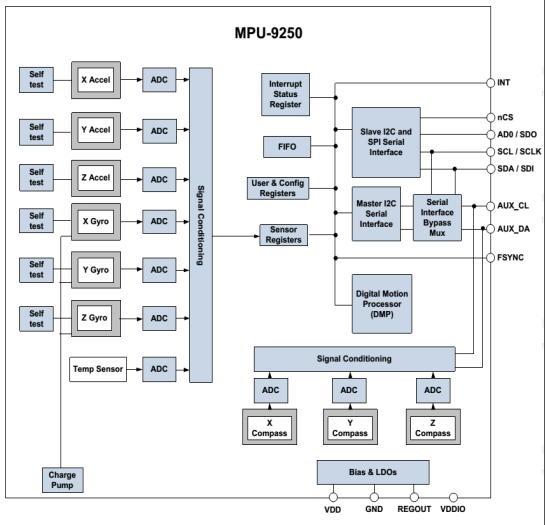 MPU-9250
Self
test
X Accel
ADC
Self
test
Y Accel
ADC
Self
test
Z Accel
ADC
Self
test
X Gyro
ADC
Self
test
Y Gyro
ADC
Self
test
Z Gyro
ADC
Temp Sensor
ADC
Charge
Pump
Signal Conditioning
Interrupt
Status
Register
FIFO
User & Config
Registers
Sensor
Registers
Slave I2C and
SPI Serial
Interface
Master I2C
Serial
Interface
Serial
Interface
Bypass
Mux
Digital Motion
Processor
(DMP)
INT
nCS
AD0 / SDO
SCL / SCLK
SDA / SDI
AUX_CL
AUX_DA
FSYNC
Signal Conditioning
ADC
ADC
ADC
X
Compass
Y
Compass
Z
Compass
Bias & LDOs
VDD
GND
REGOUT
VDDIO